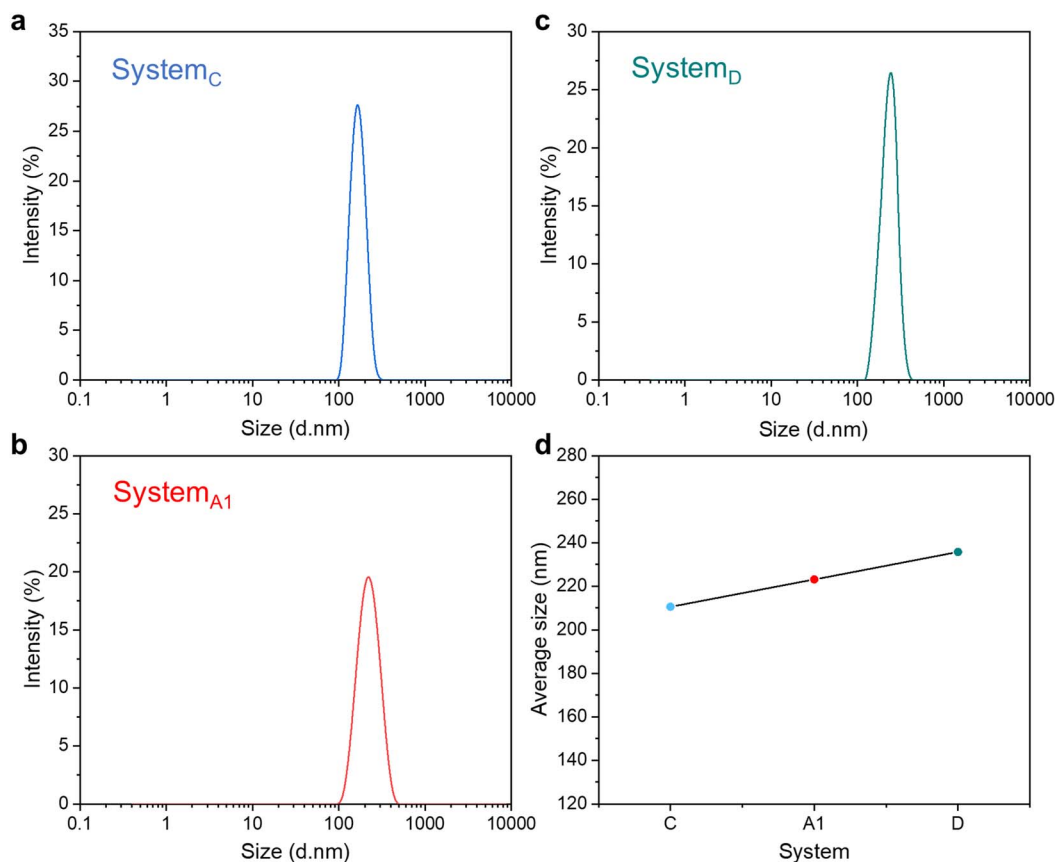 a
System_C
Intensity (%)
35
30
25
20
15
10
5
0
0.1 1 10 100 1000 10000
Size (d.nm)
c
System_D
Intensity (%)
30
25
20
15
10
5
0
0.1 1 10 100 1000 10000
Size (d.nm)
b
System_A1
Intensity (%)
30
25
20
15
10
5
0
0.1 1 10 100 1000 10000
Size (d.nm)
d
Average size (nm)
280
260
240
220
200
180
160
140
120
C A1 D
System